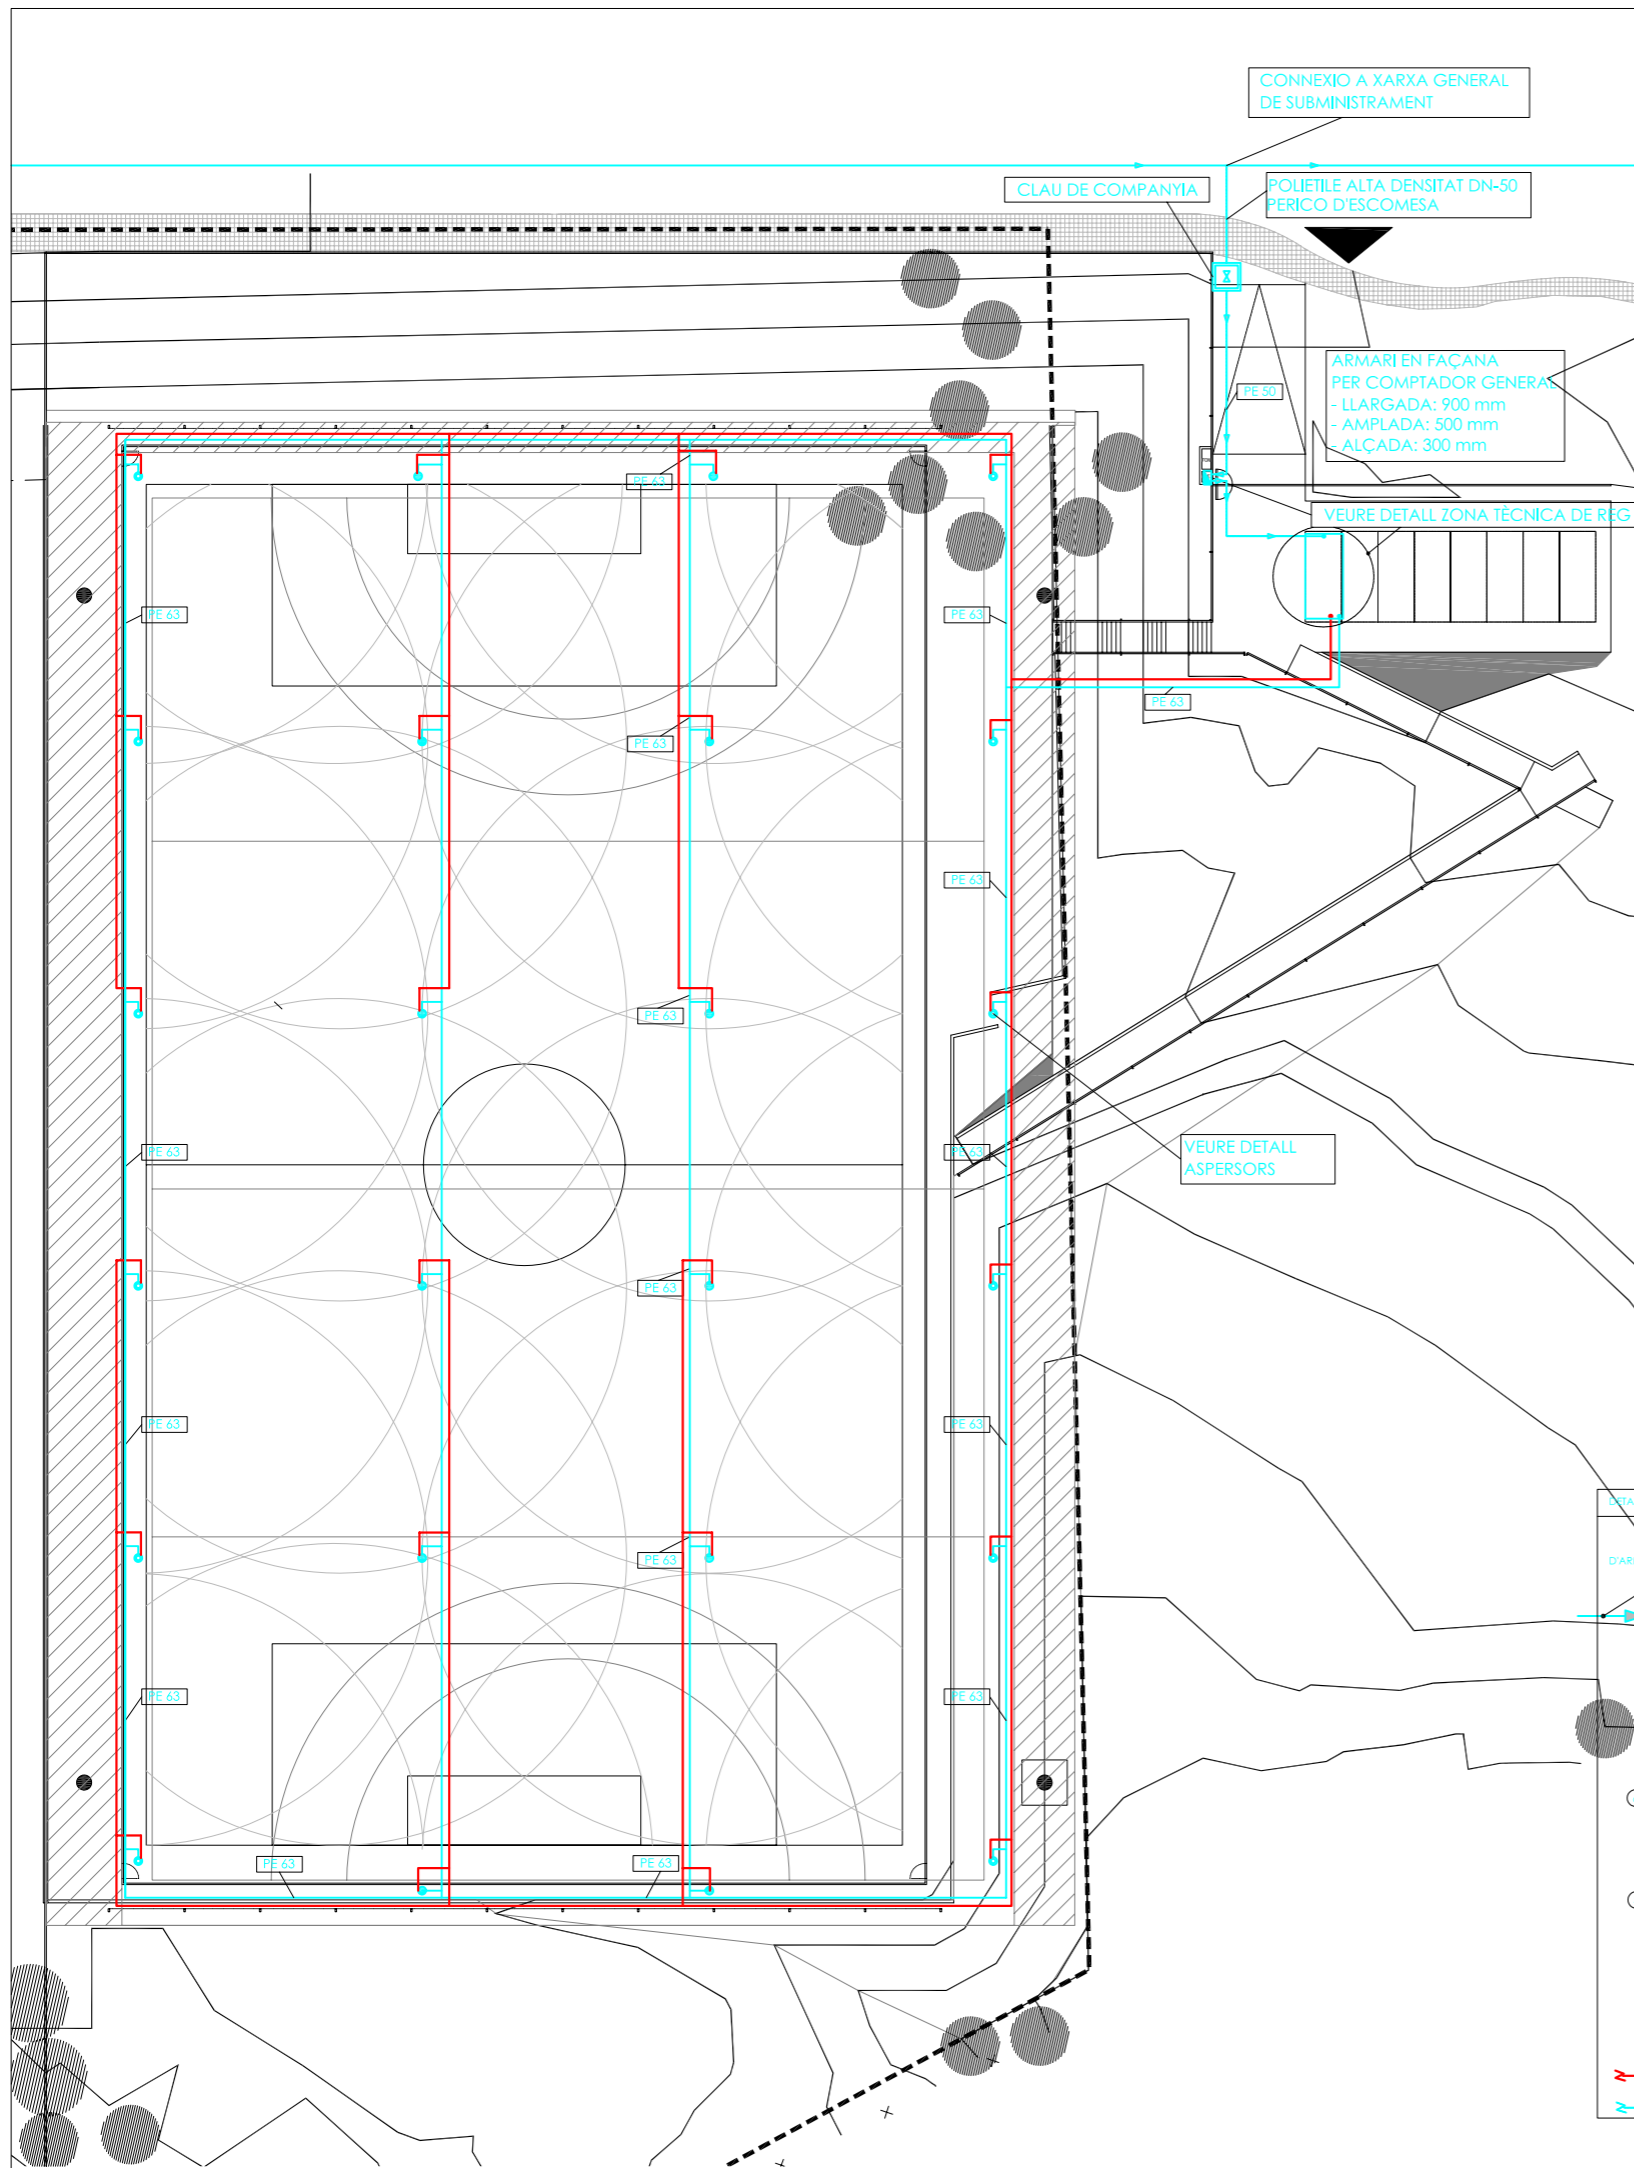 CONNEXIO A XARXA GENERAL
DE SUBMINISTRAMENT
CLAU DE COMPANYIA
POLIETILE ALTA DENSITAT DN-50
PERICO D'ESCOMESA
ARMARI EN FAÇANA
PER COMPTADOR GENERAL
- LLARGADA: 900 mm
- AMPLADA: 500 mm
- ALÇADA: 300 mm
PE 50
PE 63
VEURE DETALL ZONA TÈCNICA DE REG
PE 63
PE 63
PE 63
PE 63
PE 63
PE 63
PE 63
PE 63
VEURE DETALL
ASPERSORS
PE 63
PE 63
PE 63
PE 63
PE 63
PE 63
PE 63
PE 63
PE 63